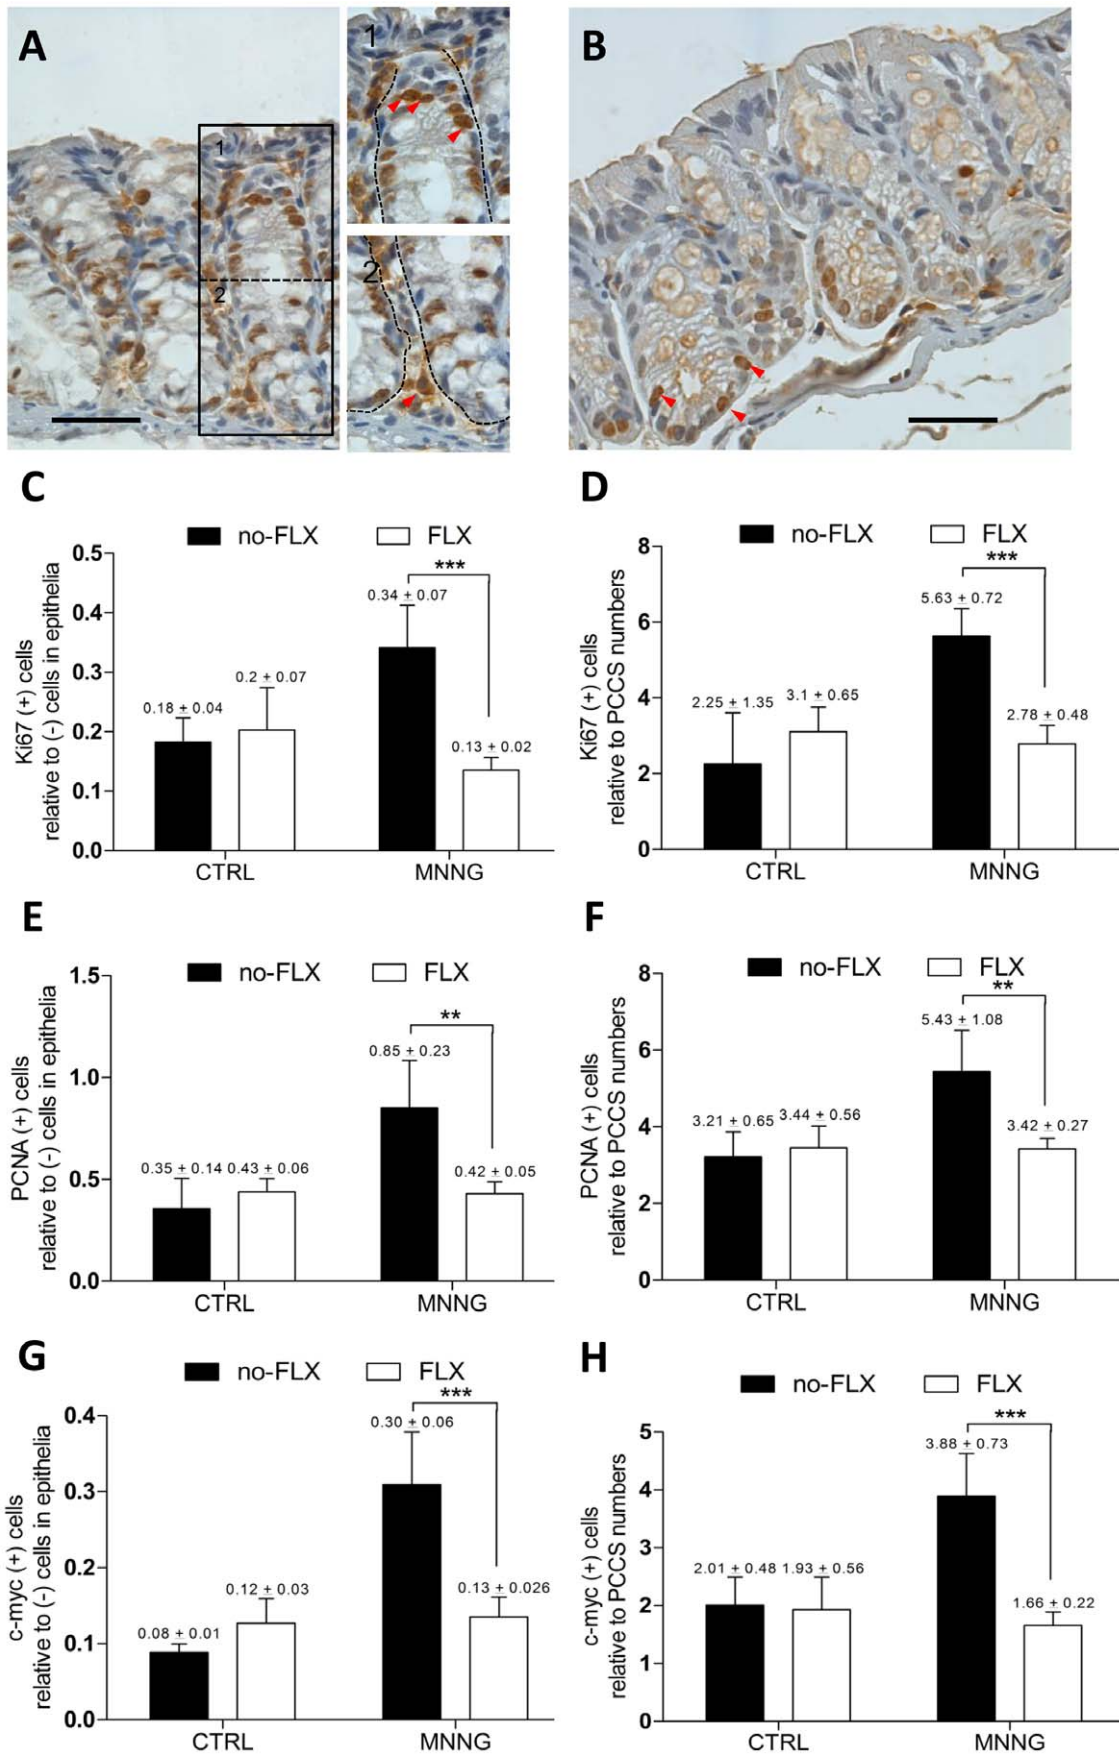 A
1
2
1
2
B
C
no-FLX FLX
Ki67 (+) cells
relative to (-) cells in epithelia
0.5
0.4
0.3
0.2
0.1
0.0
***
0.34 ± 0.07
0.2 ± 0.07
0.18 ± 0.04
0.13 ± 0.02
CTRL MNNG
D
no-FLX FLX
Ki67 (+) cells
relative to PCCS numbers
8
6
4
2
0
***
5.63 ± 0.72
2.25 ± 1.35 3.1 ± 0.65
2.78 ± 0.48
CTRL MNNG
E
no-FLX FLX
PCNA (+) cells
relative to (-) cells in epithelia
1.5
1.0
0.5
0.0
**
0.85 ± 0.23
0.35 ± 0.14 0.43 ± 0.06
0.42 ± 0.05
CTRL MNNG
F
no-FLX FLX
PCNA (+) cells
relative to PCCS numbers
8
6
4
2
0
**
5.43 ± 1.08
3.21 ± 0.65 3.44 ± 0.56
3.42 ± 0.27
CTRL MNNG
G
no-FLX FLX
c-myc (+) cells
relative to (-) cells in epithelia
0.4
0.3
0.2
0.1
0.0
***
0.30 ± 0.06
0.12 ± 0.03
0.13 ± 0.026
0.08 ± 0.01
CTRL MNNG
H
no-FLX FLX
c-myc (+) cells
relative to PCCS numbers
5
4
3
2
1
0
***
3.88 ± 0.73
2.01 ± 0.48 1.93 ± 0.56
1.66 ± 0.22
CTRL MNNG